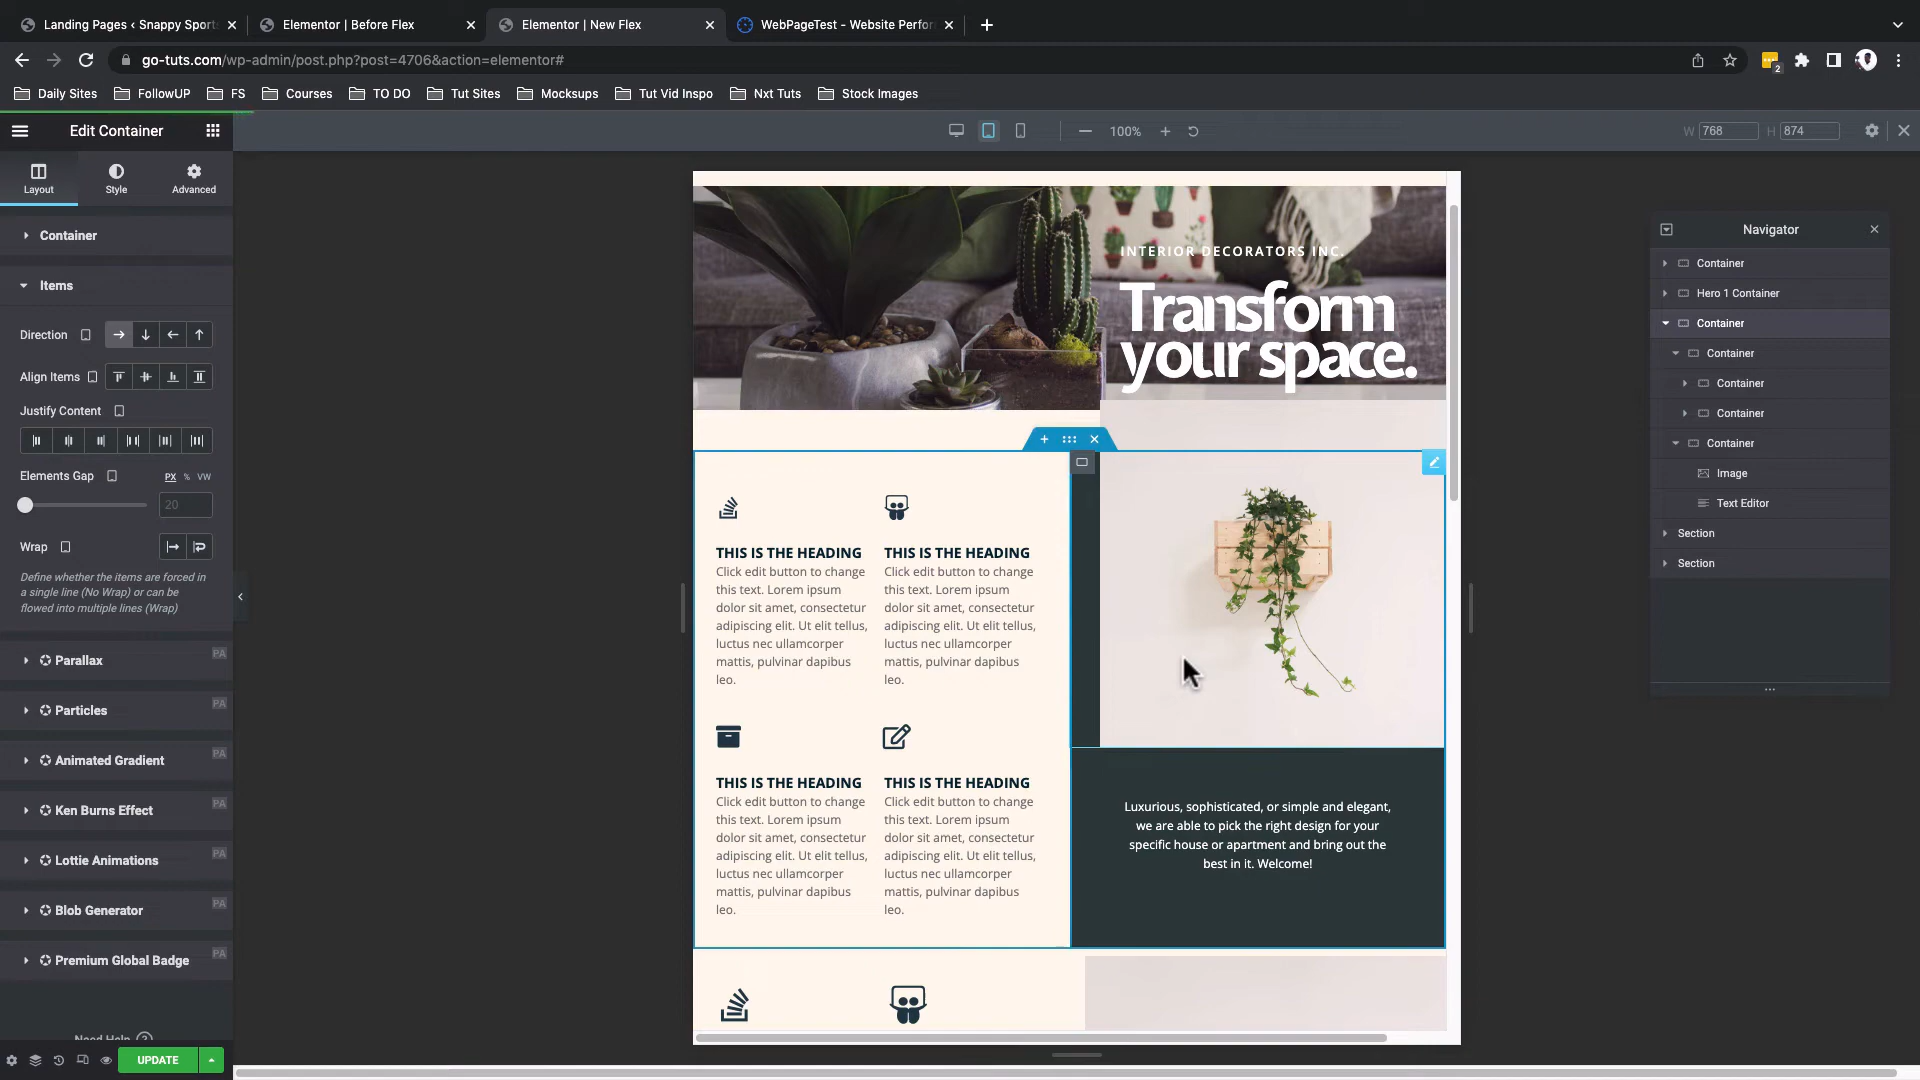 Landing Pages ‹ Snappy Sport
Elementor | Before Flex
Elementor | New Flex
WebPageTest - Website Perfor
go-tuts.com/wp-admin/post.php?post=4706&action=elementor#
2
Daily Sites
FollowUP
FS
Courses
TO DO
Tut Sites
Mocksups
Tut Vid Inspo
Nxt Tuts
Stock Images
Edit Container
100%
W 768
H 874
Layout
Style
Advanced
Container
Items
Direction
Align Items
Justify Content
Elements Gap
PX % VW
20
Wrap
Define whether the items are forced in
a single line (No Wrap) or can be
flowed into multiple lines (Wrap)
Parallax PA
Particles PA
Animated Gradient PA
Ken Burns Effect PA
Lottie Animations PA
Blob Generator PA
Premium Global Badge PA
Need Help
UPDATE
INTERIOR DECORATORS INC.
Transform
your space.
THIS IS THE HEADING
Click edit button to change
this text. Lorem ipsum
dolor sit amet, consectetur
adipiscing elit. Ut elit tellus,
luctus nec ullamcorper
mattis, pulvinar dapibus
leo.
THIS IS THE HEADING
Click edit button to change
this text. Lorem ipsum
dolor sit amet, consectetur
adipiscing elit. Ut elit tellus,
luctus nec ullamcorper
mattis, pulvinar dapibus
leo.
THIS IS THE HEADING
Click edit button to change
this text. Lorem ipsum
dolor sit amet, consectetur
adipiscing elit. Ut elit tellus,
luctus nec ullamcorper
mattis, pulvinar dapibus
leo.
THIS IS THE HEADING
Click edit button to change
this text. Lorem ipsum
dolor sit amet, consectetur
adipiscing elit. Ut elit tellus,
luctus nec ullamcorper
mattis, pulvinar dapibus
leo.
Luxurious, sophisticated, or simple and elegant,
we are able to pick the right design for your
specific house or apartment and bring out the
best in it. Welcome!
Navigator
Container
Hero 1 Container
Container
Container
Container
Container
Container
Image
Text Editor
Section
Section